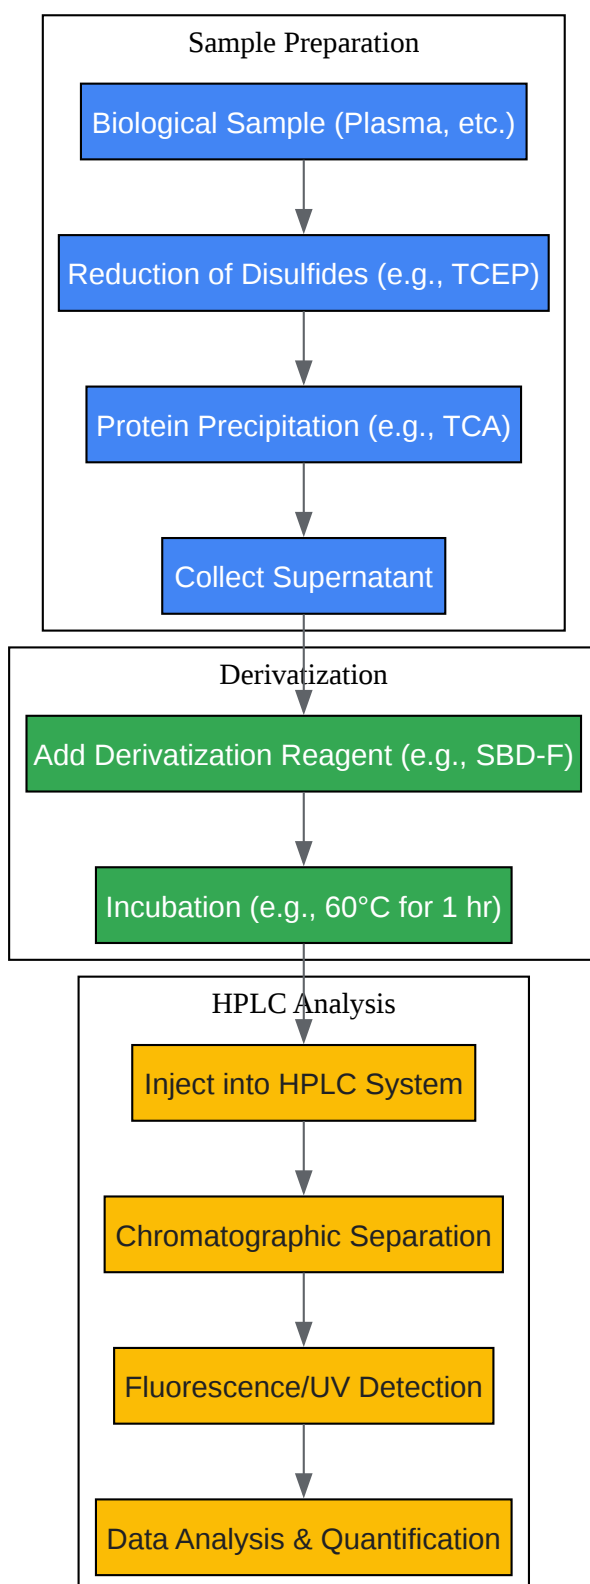 Sample Preparation
Biological Sample (Plasma, etc.)
Reduction of Disulfides (e.g., TCEP)
Protein Precipitation (e.g., TCA)
Collect Supernatant
Derivatization
Add Derivatization Reagent (e.g., SBD-F)
Incubation (e.g., 60°C for 1 hr)
HPLC Analysis
Inject into HPLC System
Chromatographic Separation
Fluorescence/UV Detection
Data Analysis & Quantification